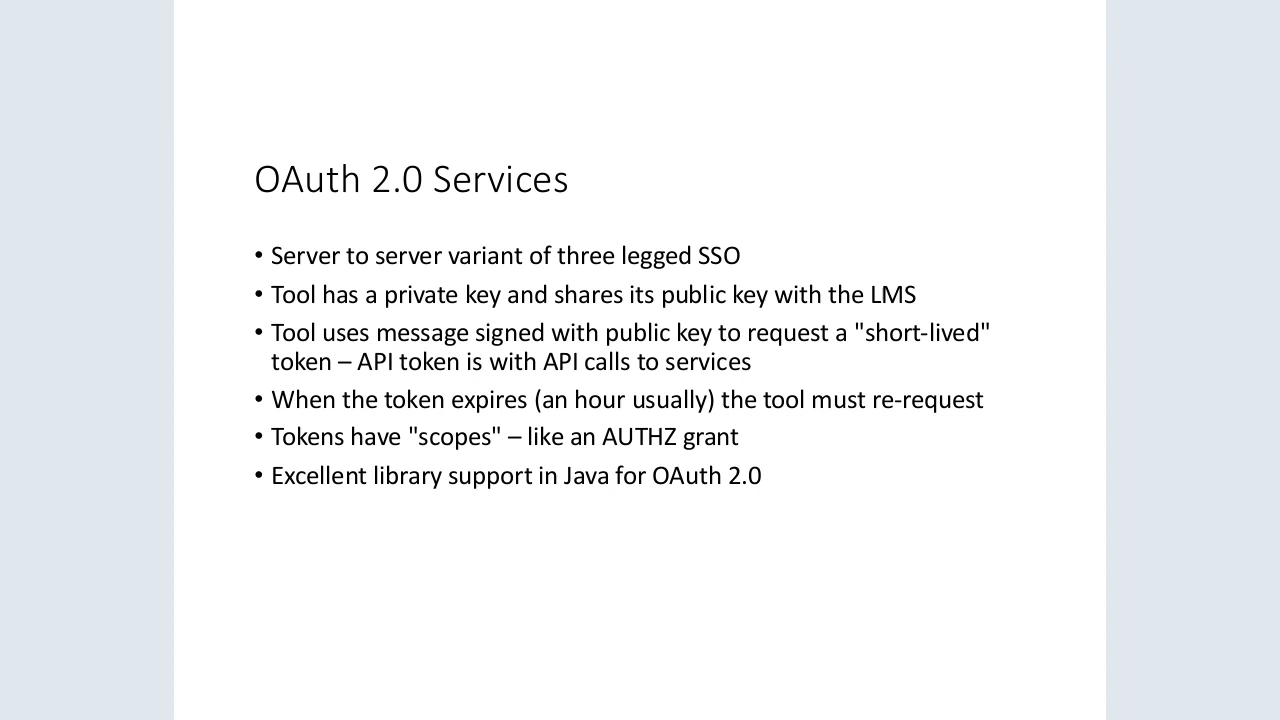 OAuth 2.0 Services
• Server to server variant of three legged SSO
• Tool has a private key and shares its public key with the LMS
• Tool uses message signed with public key to request a "short-lived"
token – API token is with API calls to services
• When the token expires (an hour usually) the tool must re-request
• Tokens have "scopes" – like an AUTHZ grant
• Excellent library support in Java for OAuth 2.0